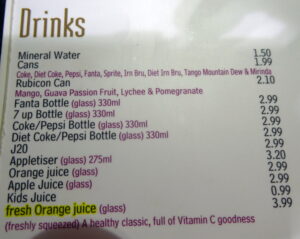 Drinks
Mineral Water 1.50
Cans 1.99
Coke, Diet Coke, Pepsi, Fanta, Sprite, Irn Bru, Diet Irn Bru, Tango Mountain Dew & Mirinda
Rubicon Can 2.10
Mango, Guava Passion Fruit, Lychee & Pomegranate
Fanta Bottle (glass) 330ml 2.99
7 up Bottle (glass) 330ml 2.99
Coke/Pepsi Bottle (glass) 330ml 2.99
Diet Coke/Pepsi Bottle (glass) 330ml 2.99
J20 2.99
Appletiser (glass) 275ml 3.20
Orange juice (glass) 2.99
Apple Juice (glass) 2.99
Kids Juice 0.99
fresh Orange juice (glass) 3.99
(freshly squeezed) A healthy classic, full of Vitamin C goodness